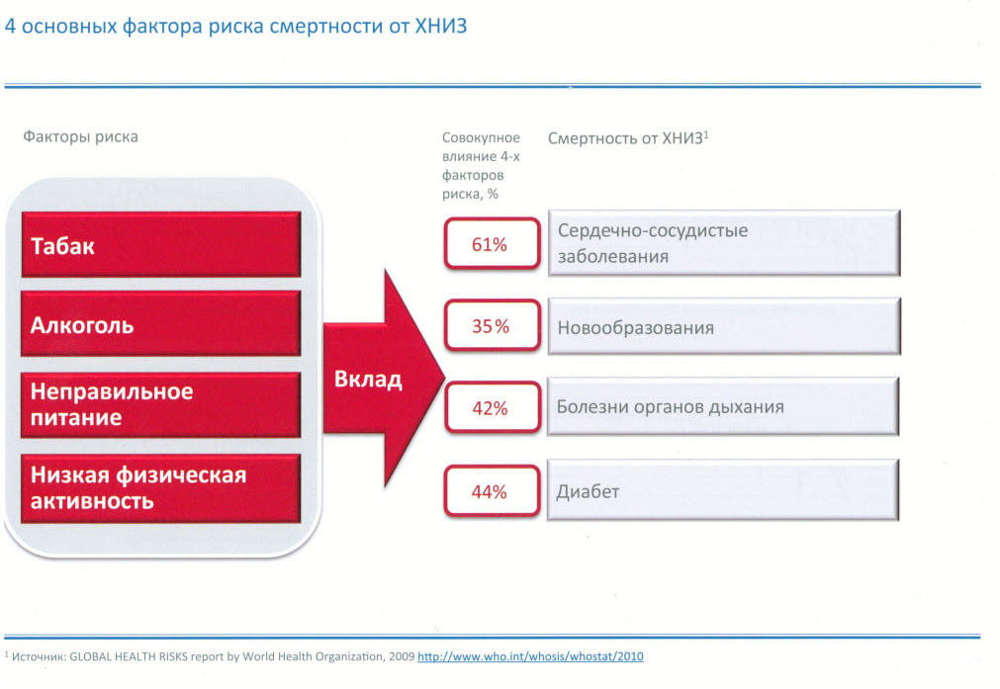 4 основных фактора риска смертности от ХНИЗ
Факторы риска
Совокупное
влияние 4-х
факторов
риска, %
Смертность от ХНИЗ¹
Табак
Алкоголь
Неправильное
питание
Низкая физическая
активность
Вклад
61%
Сердечно-сосудистые
заболевания
35%
Новообразования
42%
Болезни органов дыхания
44%
Диабет
¹ Источник: GLOBAL HEALTH RISKS report by World Health Organization, 2009 http://www.who.int/whosis/whostat/2010